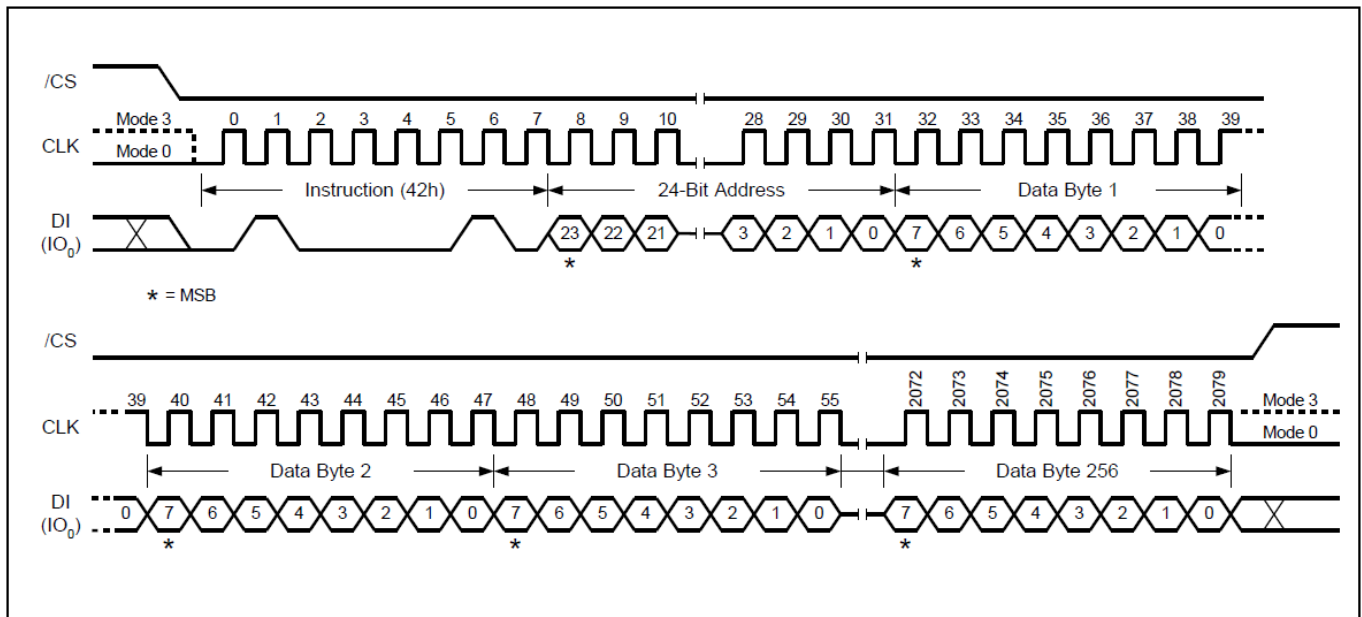 /CS
Mode 3 0 1 2 3 4 5 6 7 8 9 10 28 29 30 31 32 33 34 35 36 37 38 39
CLK Mode 0
Instruction (42h) 24-Bit Address Data Byte 1
DI
(IO0) 23 22 21 3 2 1 0 7 6 5 4 3 2 1 0
* *
* = MSB
/CS
39 40 41 42 43 44 45 46 47 48 49 50 51 52 53 54 55 2072 2073 2074 2075 2076 2077 2078 2079 Mode 3
CLK Mode 0
Data Byte 2 Data Byte 3 Data Byte 256
DI
(IO0) 0 7 6 5 4 3 2 1 0 7 6 5 4 3 2 1 0 7 6 5 4 3 2 1 0
* * *